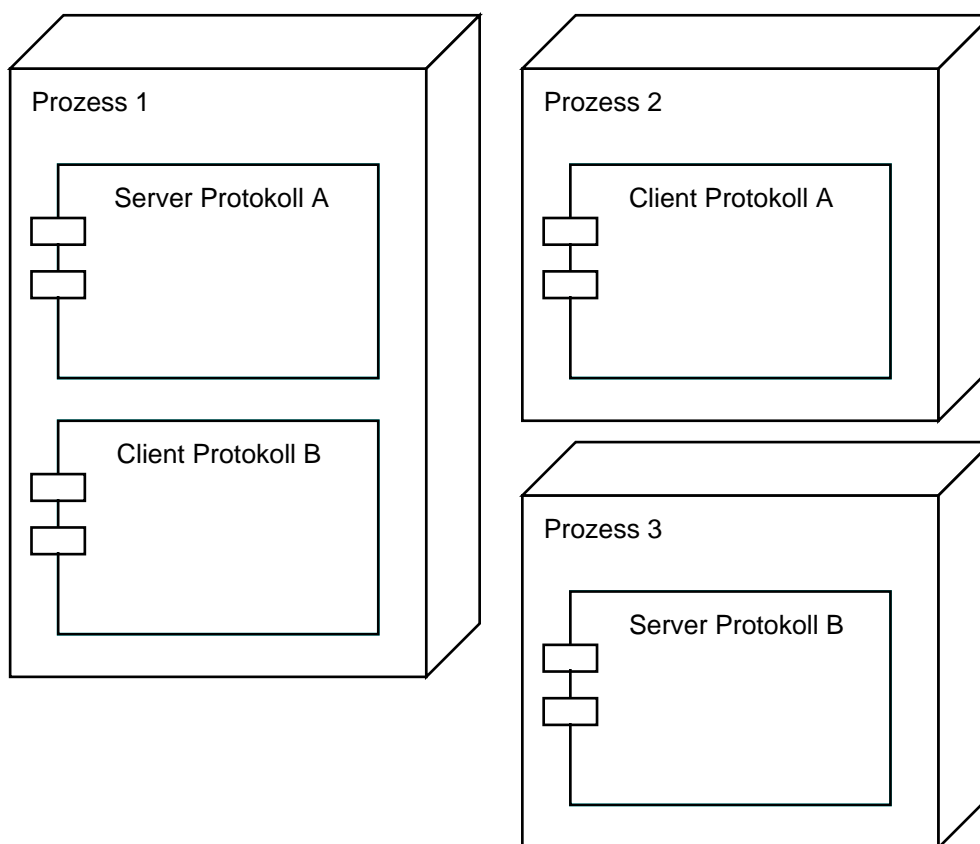 Prozess 1
Server Protokoll A
Client Protokoll B
Prozess 2
Client Protokoll A
Prozess 3
Server Protokoll B